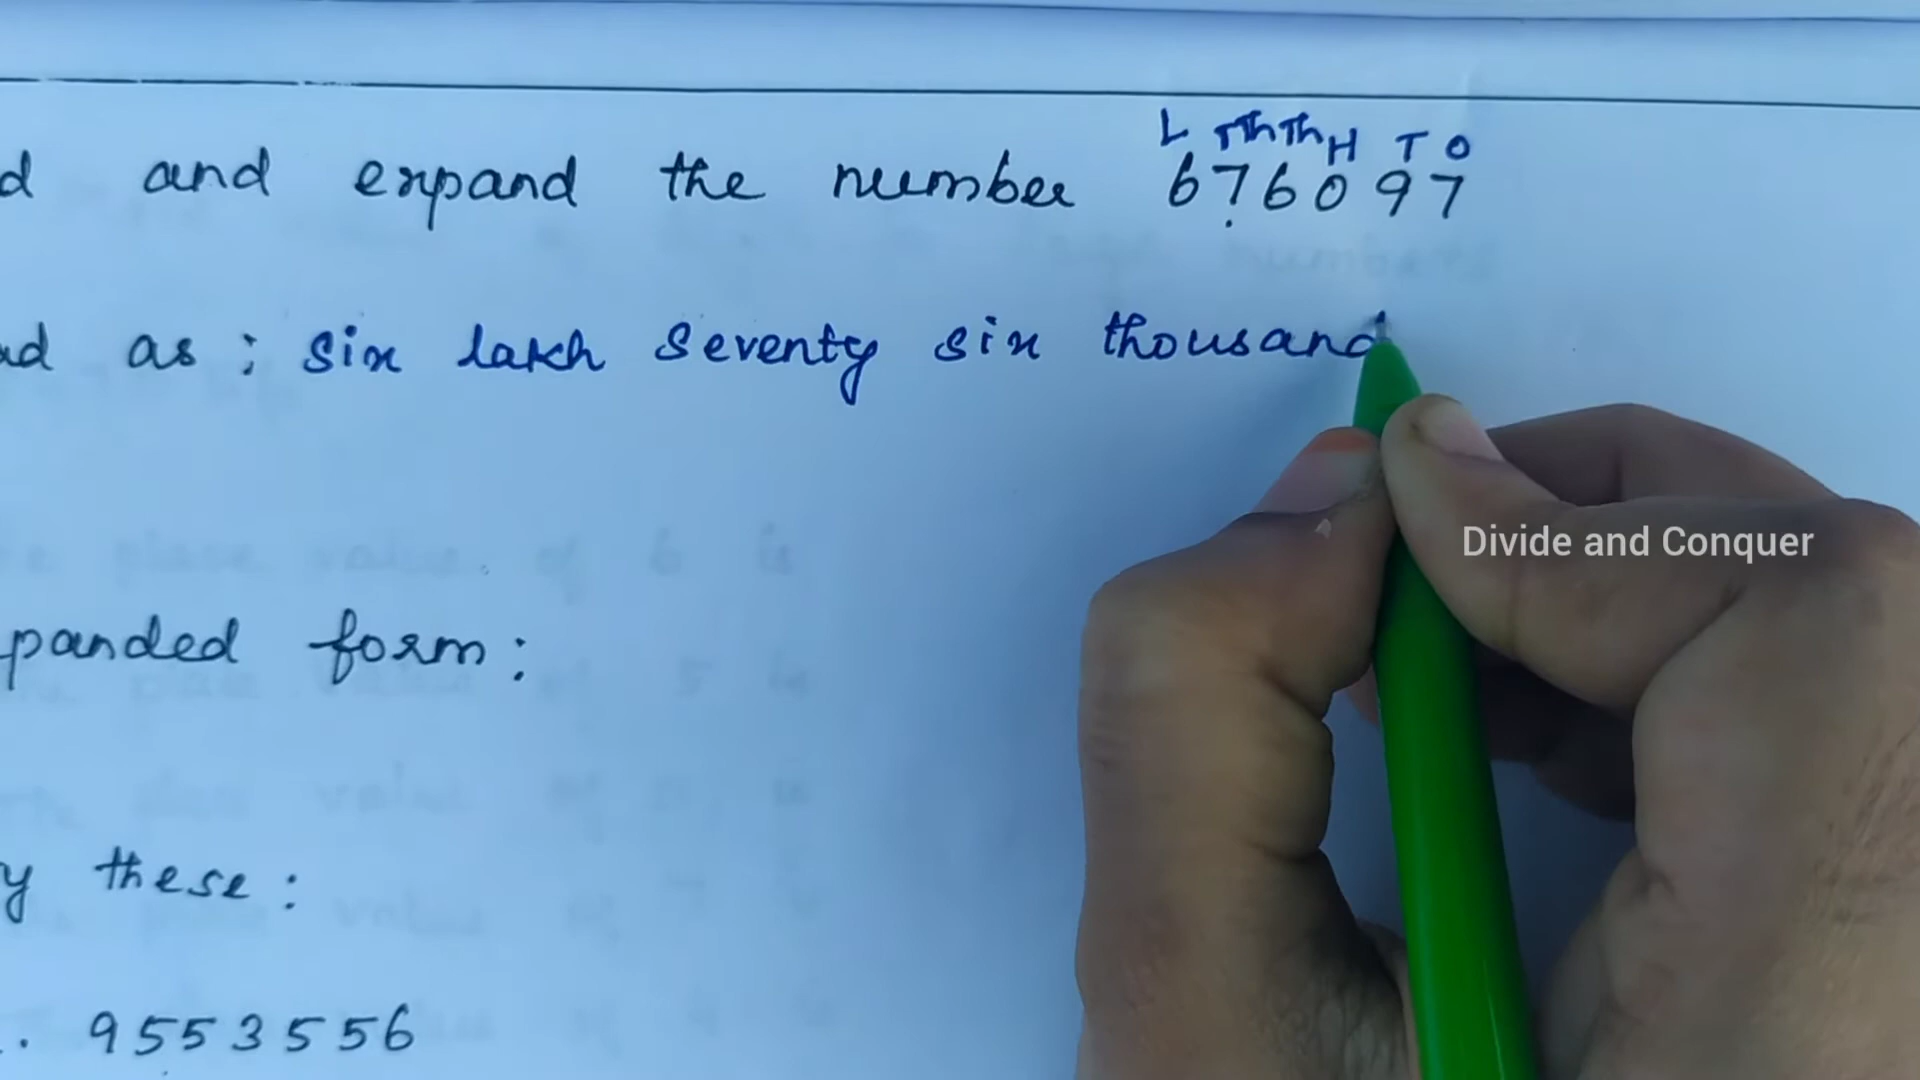 d and expand the number 676097
L TTh Th H T O
ad as : six lakh seventy six thousand
Divide and Conquer
panded form:
y these:
. 9553556